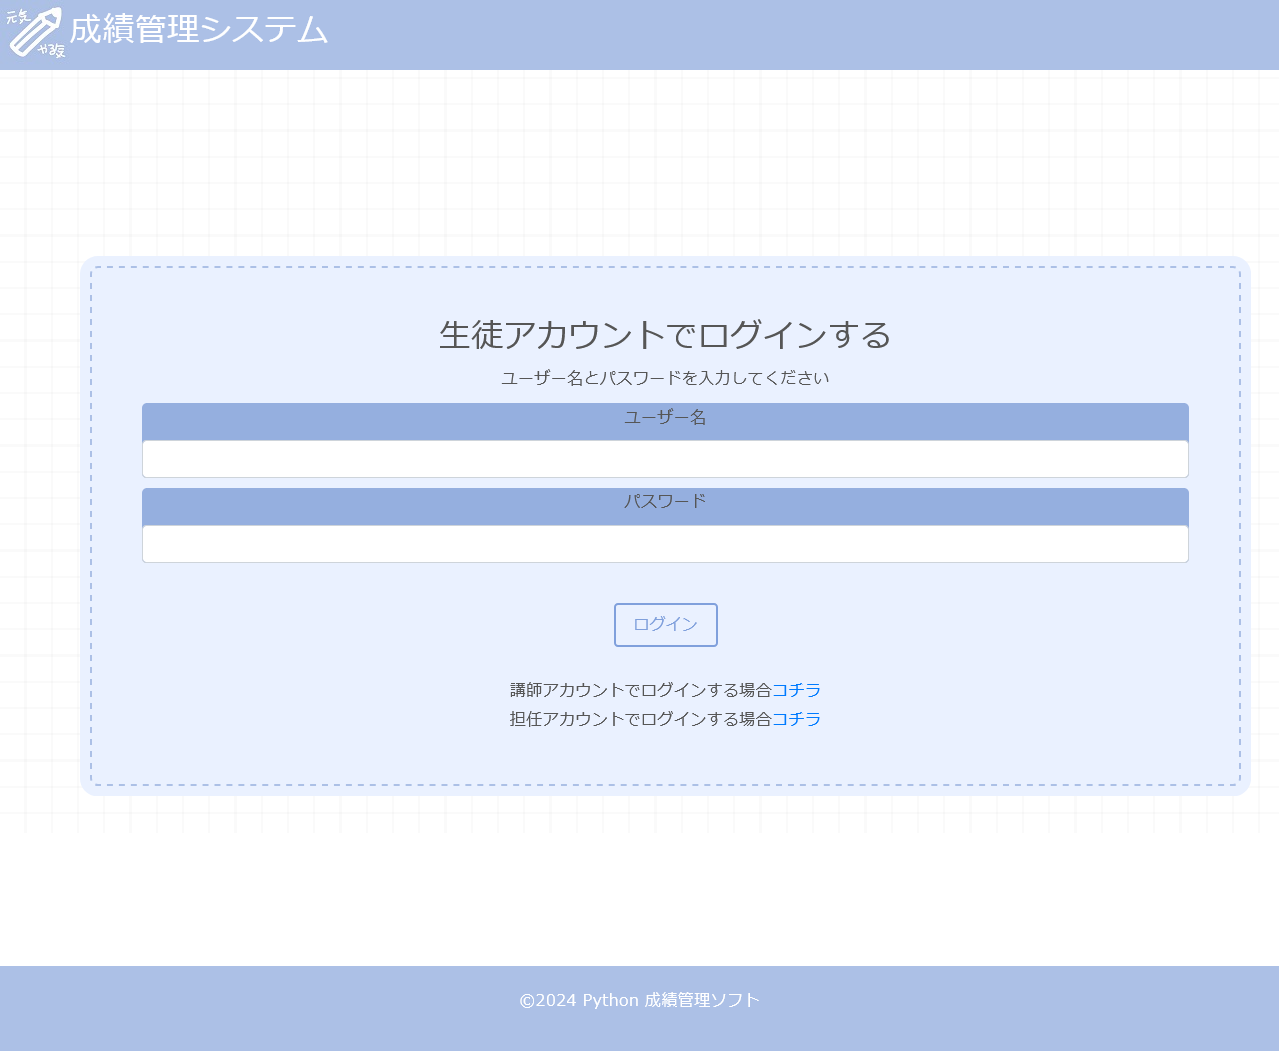 元気
やる気
成績管理システム
生徒アカウントでログインする
ユーザー名とパスワードを入力してください
ユーザー名
パスワード
ログイン
講師アカウントでログインする場合コチラ
担任アカウントでログインする場合コチラ
©2024 Python 成績管理ソフト